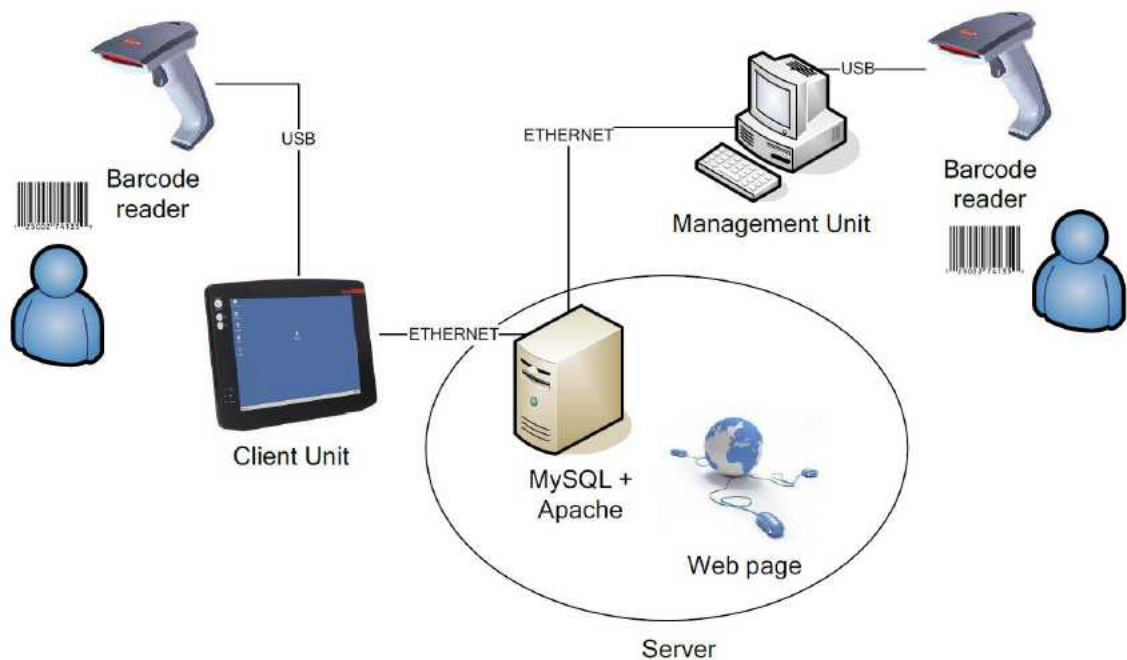 USB
Barcode
reader
Client Unit
ETHERNET
ETHERNET
USB
Management Unit
Barcode
reader
MySQL +
Apache
Web page
Server